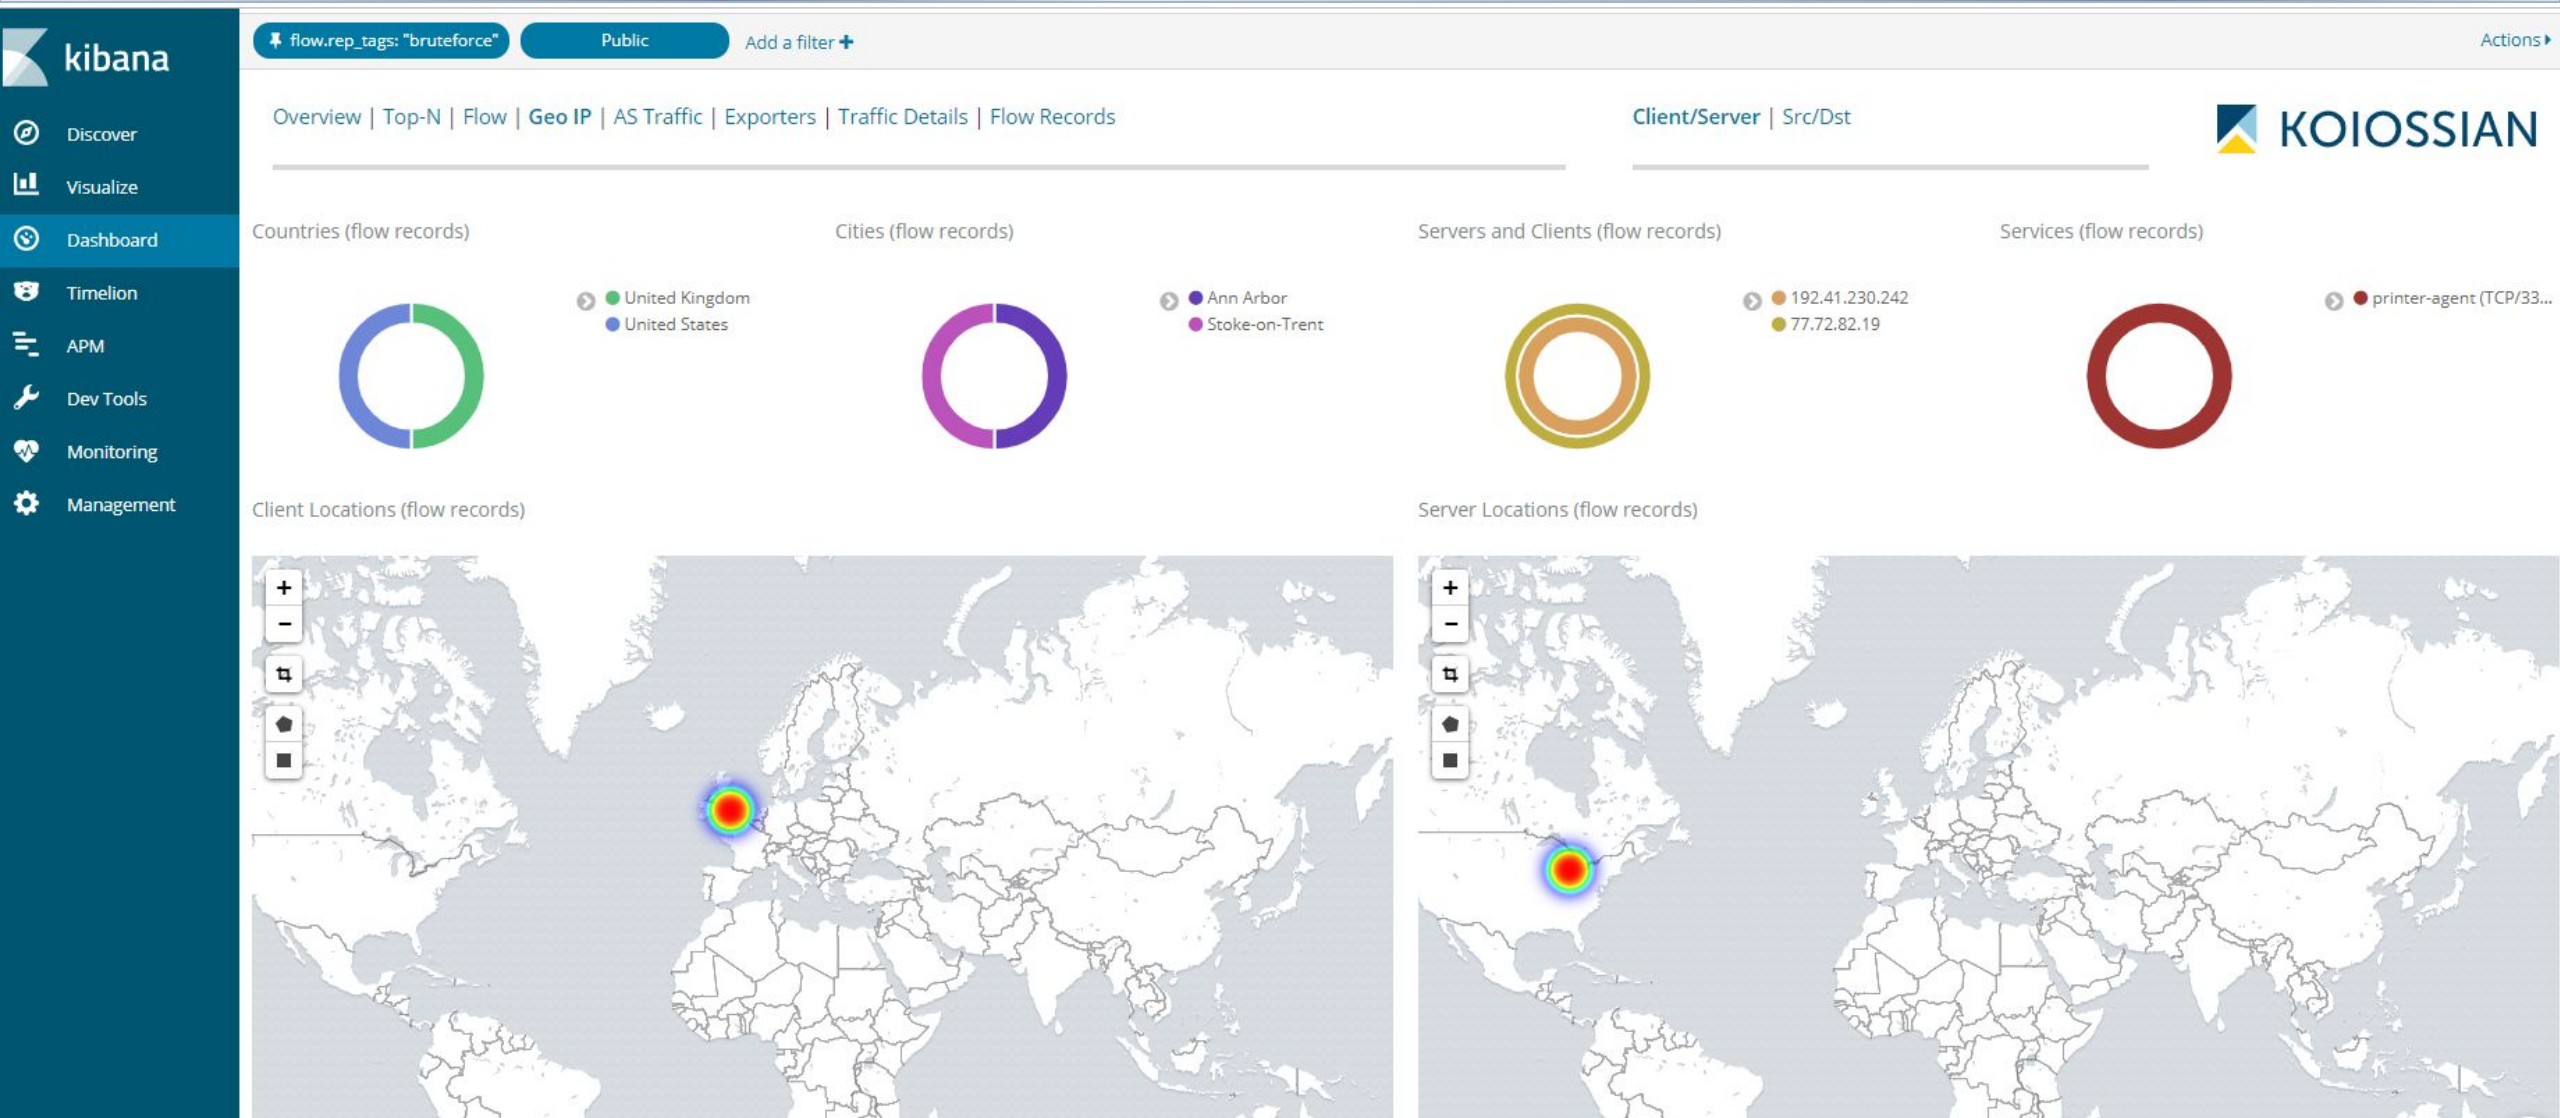 kibana
Discover
Visualize
Dashboard
Timelion
APM
Dev Tools
Monitoring
Management
flow.rep_tags: "bruteforce"
Public
Add a filter +
Actions
Overview | Top-N | Flow | Geo IP | AS Traffic | Exporters | Traffic Details | Flow Records
Client/Server | Src/Dst
KOIOSSIAN
Countries (flow records)
United Kingdom
United States
Cities (flow records)
Ann Arbor
Stoke-on-Trent
Servers and Clients (flow records)
192.41.230.242
77.72.82.19
Services (flow records)
printer-agent (TCP/33...
Client Locations (flow records)
+
−
Server Locations (flow records)
+
−